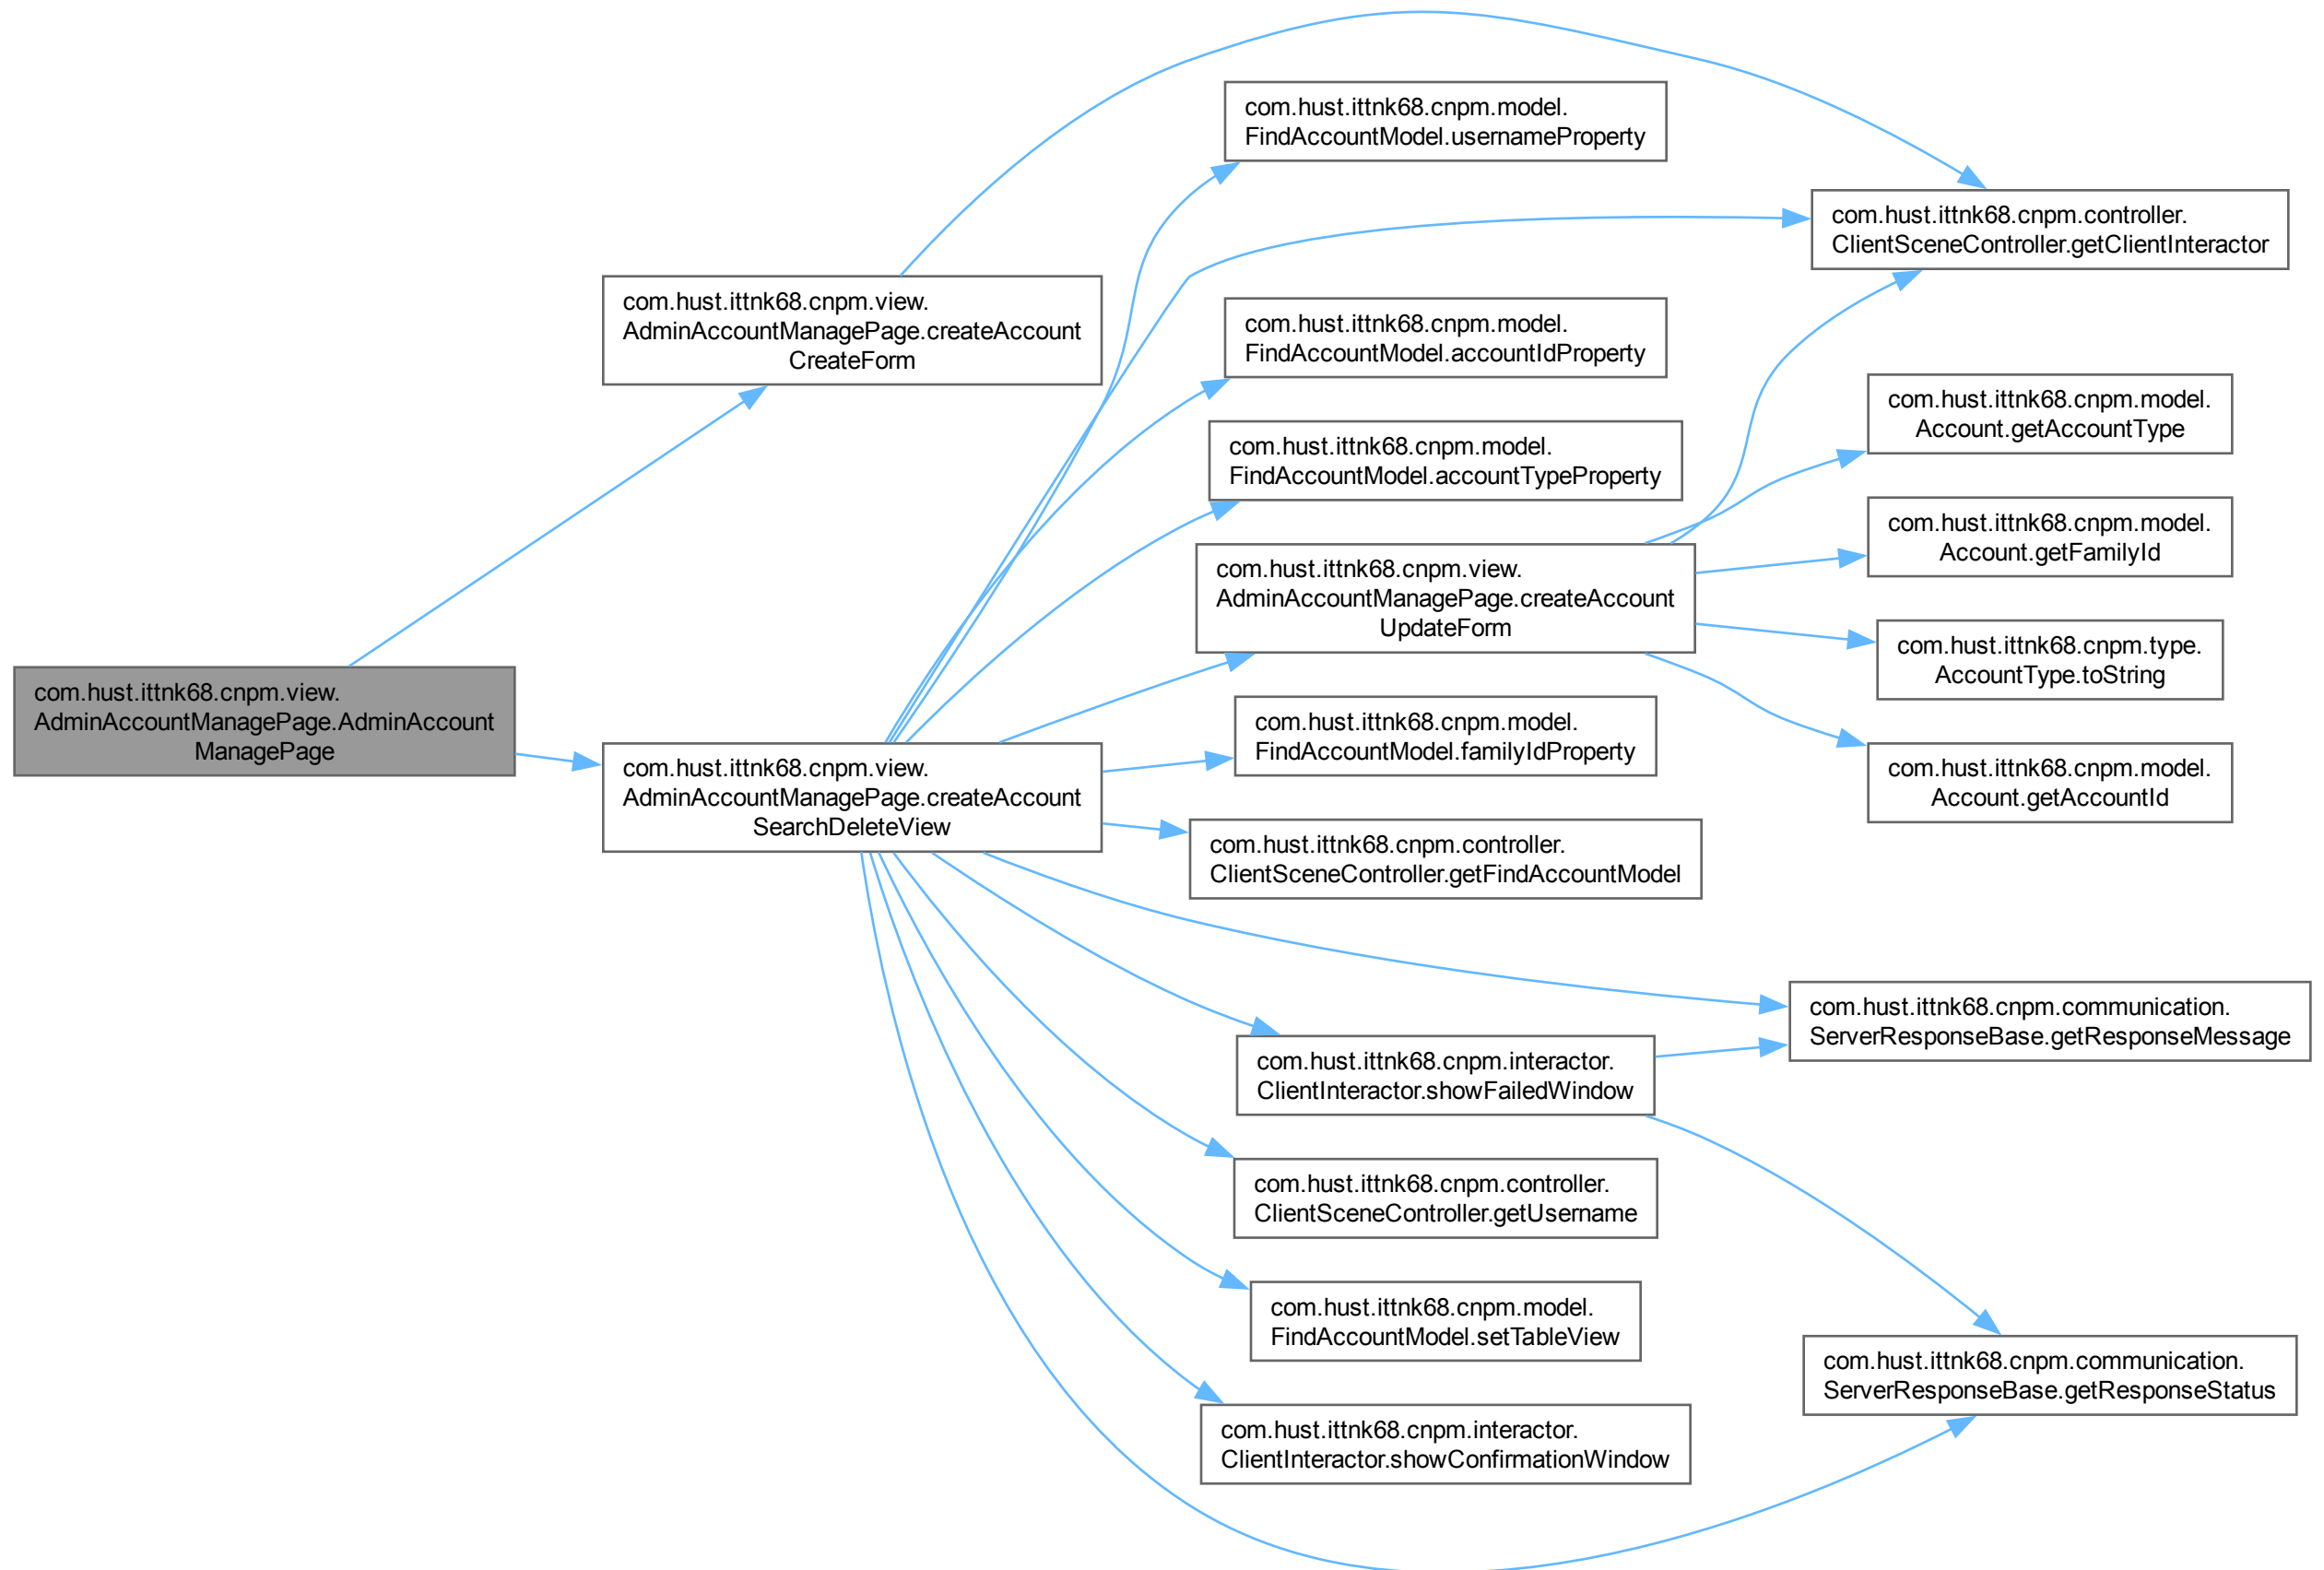 com.hust.ittnk68.cnpm.view.
AdminAccountManagePage.AdminAccount
ManagePage
com.hust.ittnk68.cnpm.view.
AdminAccountManagePage.createAccount
CreateForm
com.hust.ittnk68.cnpm.view.
AdminAccountManagePage.createAccount
SearchDeleteView
com.hust.ittnk68.cnpm.model.
FindAccountModel.usernameProperty
com.hust.ittnk68.cnpm.model.
FindAccountModel.accountIdProperty
com.hust.ittnk68.cnpm.model.
FindAccountModel.accountTypeProperty
com.hust.ittnk68.cnpm.view.
AdminAccountManagePage.createAccount
UpdateForm
com.hust.ittnk68.cnpm.model.
FindAccountModel.familyIdProperty
com.hust.ittnk68.cnpm.controller.
ClientSceneController.getFindAccountModel
com.hust.ittnk68.cnpm.interactor.
ClientInteractor.showFailedWindow
com.hust.ittnk68.cnpm.controller.
ClientSceneController.getUsername
com.hust.ittnk68.cnpm.model.
FindAccountModel.setTableView
com.hust.ittnk68.cnpm.interactor.
ClientInteractor.showConfirmationWindow
com.hust.ittnk68.cnpm.controller.
ClientSceneController.getClientInteractor
com.hust.ittnk68.cnpm.model.
Account.getAccountType
com.hust.ittnk68.cnpm.model.
Account.getFamilyId
com.hust.ittnk68.cnpm.type.
AccountType.toString
com.hust.ittnk68.cnpm.model.
Account.getAccountId
com.hust.ittnk68.cnpm.communication.
ServerResponseBase.getResponseMessage
com.hust.ittnk68.cnpm.communication.
ServerResponseBase.getResponseStatus